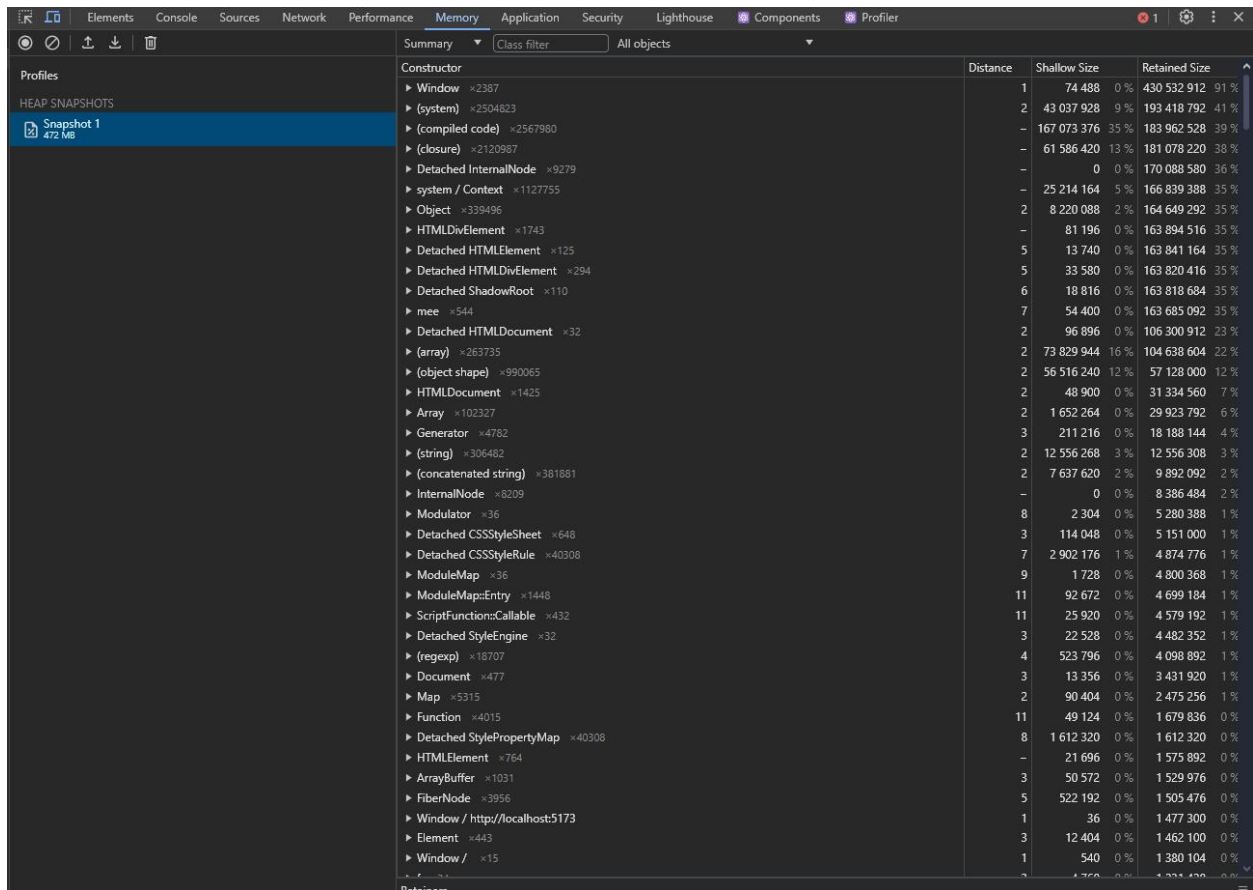 Elements Console Sources Network Performance Memory Application Security Lighthouse Components Profiler 1
Summary Class filter All objects
Profiles
HEAP SNAPSHOTS
Snapshot 1
472 MB
Constructor Distance Shallow Size Retained Size
Window ×2387 1 74 488 0 % 430 532 912 91 %
(system) ×2504823 2 43 037 928 9 % 193 418 792 41 %
(compiled code) ×2567980 – 167 073 376 35 % 183 962 528 39 %
(closure) ×2120987 – 61 586 420 13 % 181 078 220 38 %
Detached InternalNode ×9279 – 0 0 % 170 088 580 36 %
system / Context ×1127755 – 25 214 164 5 % 166 839 388 35 %
Object ×339496 2 8 220 088 2 % 164 649 292 35 %
HTMLDivElement ×1743 – 81 196 0 % 163 894 516 35 %
Detached HTMLElement ×125 5 13 740 0 % 163 841 164 35 %
Detached HTMLDivElement ×294 5 33 580 0 % 163 820 416 35 %
Detached ShadowRoot ×110 6 18 816 0 % 163 818 684 35 %
mee ×544 7 54 400 0 % 163 685 092 35 %
Detached HTMLDocument ×32 2 96 896 0 % 106 300 912 23 %
(array) ×263735 2 73 829 944 16 % 104 638 604 22 %
(object shape) ×990065 2 56 516 240 12 % 57 128 000 12 %
HTMLDocument ×1425 2 48 900 0 % 31 334 560 7 %
Array ×102327 2 1 652 264 0 % 29 923 792 6 %
Generator ×4782 3 211 216 0 % 18 188 144 4 %
(string) ×306482 2 12 556 268 3 % 12 556 308 3 %
(concatenated string) ×381881 2 7 637 620 2 % 9 892 092 2 %
InternalNode ×8209 – 0 0 % 8 386 484 2 %
Modulator ×36 8 2 304 0 % 5 280 388 1 %
Detached CSSStyleSheet ×648 3 114 048 0 % 5 151 000 1 %
Detached CSSStyleRule ×40308 7 2 902 176 1 % 4 874 776 1 %
ModuleMap ×36 9 1 728 0 % 4 800 368 1 %
ModuleMap::Entry ×1448 11 92 672 0 % 4 699 184 1 %
ScriptFunction::Callable ×432 11 25 920 0 % 4 579 192 1 %
Detached StyleEngine ×32 3 22 528 0 % 4 482 352 1 %
(regexp) ×18707 4 523 796 0 % 4 098 892 1 %
Document ×477 3 13 356 0 % 3 431 920 1 %
Map ×5315 2 90 404 0 % 2 475 256 1 %
Function ×4015 11 49 124 0 % 1 679 836 0 %
Detached StylePropertyMap ×40308 8 1 612 320 0 % 1 612 320 0 %
HTMLElement ×764 – 21 696 0 % 1 575 892 0 %
ArrayBuffer ×1031 3 50 572 0 % 1 529 976 0 %
FiberNode ×3956 5 522 192 0 % 1 505 476 0 %
Window / http://localhost:5173 1 36 0 % 1 477 300 0 %
Element ×443 3 12 404 0 % 1 462 100 0 %
Window / ×15 1 540 0 % 1 380 104 0 %
Retainers